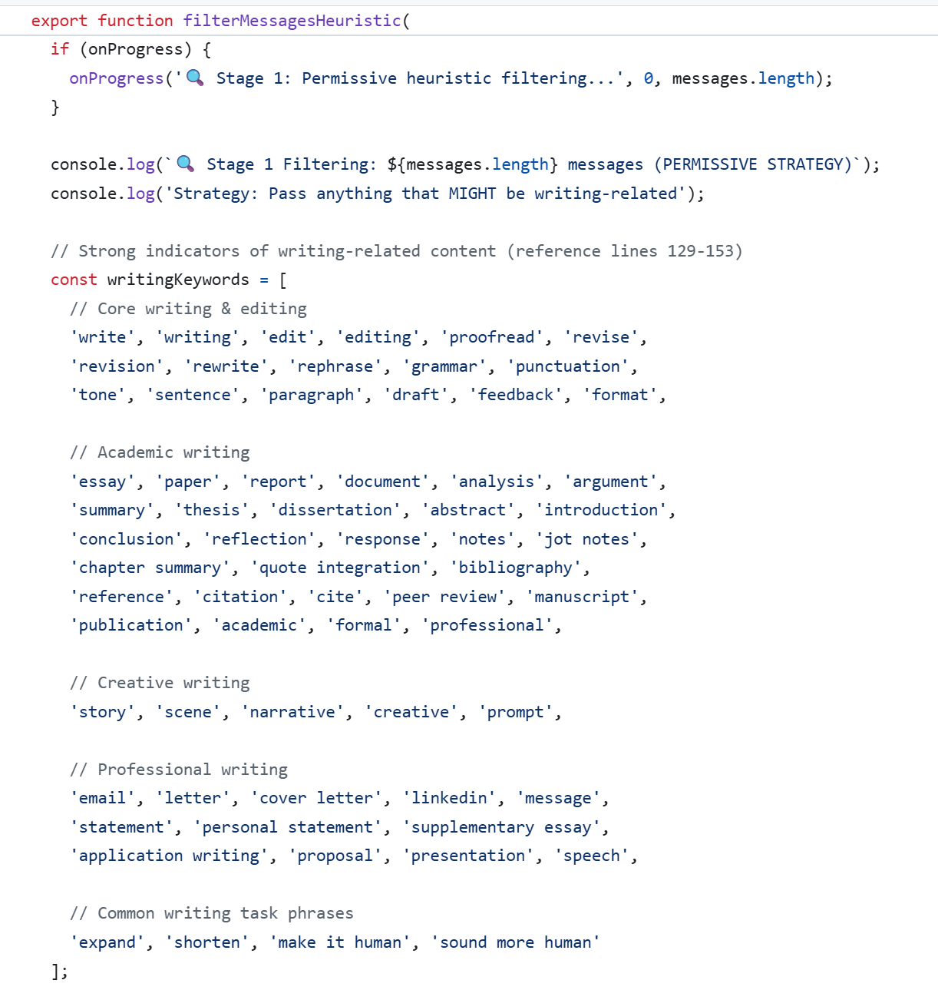 export function filterMessagesHeuristic(
if (onProgress) {
onProgress('🔍 Stage 1: Permissive heuristic filtering...', 0, messages.length);
}
console.log(`🔍 Stage 1 Filtering: ${messages.length} messages (PERMISSIVE STRATEGY)`);
console.log('Strategy: Pass anything that MIGHT be writing-related');
// Strong indicators of writing-related content (reference lines 129-153)
const writingKeywords = [
// Core writing & editing
'write', 'writing', 'edit', 'editing', 'proofread', 'revise',
'revision', 'rewrite', 'rephrase', 'grammar', 'punctuation',
'tone', 'sentence', 'paragraph', 'draft', 'feedback', 'format',
// Academic writing
'essay', 'paper', 'report', 'document', 'analysis', 'argument',
'summary', 'thesis', 'dissertation', 'abstract', 'introduction',
'conclusion', 'reflection', 'response', 'notes', 'jot notes',
'chapter summary', 'quote integration', 'bibliography',
'reference', 'citation', 'cite', 'peer review', 'manuscript',
'publication', 'academic', 'formal', 'professional',
// Creative writing
'story', 'scene', 'narrative', 'creative', 'prompt',
// Professional writing
'email', 'letter', 'cover letter', 'linkedin', 'message',
'statement', 'personal statement', 'supplementary essay',
'application writing', 'proposal', 'presentation', 'speech',
// Common writing task phrases
'expand', 'shorten', 'make it human', 'sound more human'
];